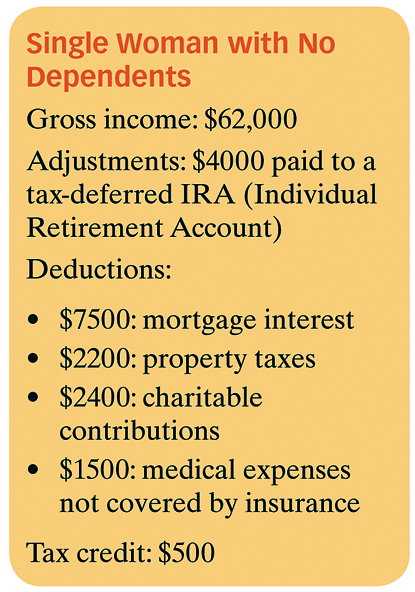 Single Woman with No
Dependents
Gross income: $62,000
Adjustments: $4000 paid to a
tax-deferred IRA (Individual
Retirement Account)
Deductions:
• $7500: mortgage interest
• $2200: property taxes
• $2400: charitable
contributions
• $1500: medical expenses
not covered by insurance
Tax credit: $500